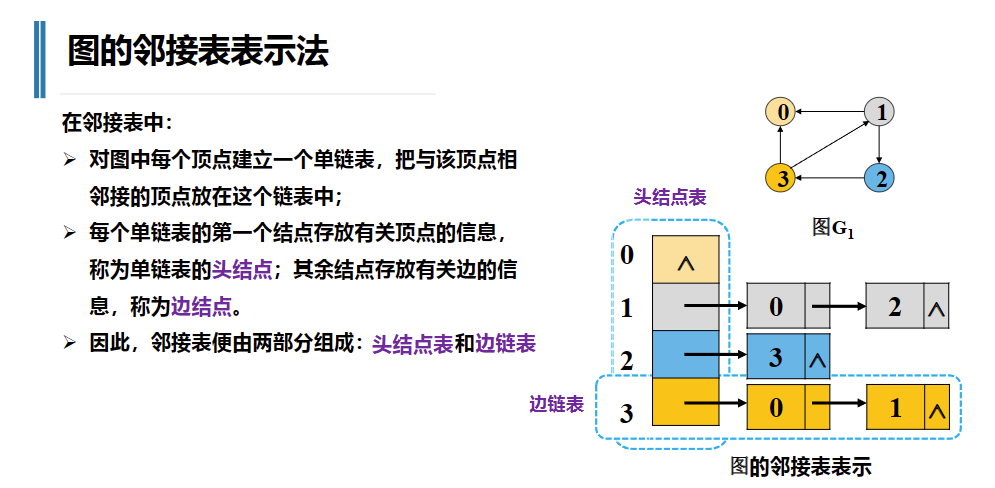 图的邻接表表示法
在邻接表中：
➢ 对图中每个顶点建立一个单链表，把与该顶点相
邻接的顶点放在这个链表中；
➢ 每个单链表的第一个结点存放有关顶点的信息，
称为单链表的头结点；其余结点存放有关边的信
息，称为边结点。
➢ 因此，邻接表便由两部分组成：头结点表和边链表
0 1
3 2
图G1
头结点表
0 ∧
1 0 2 ∧
2 3 ∧
边链表
3 0 1 ∧
图的邻接表表示